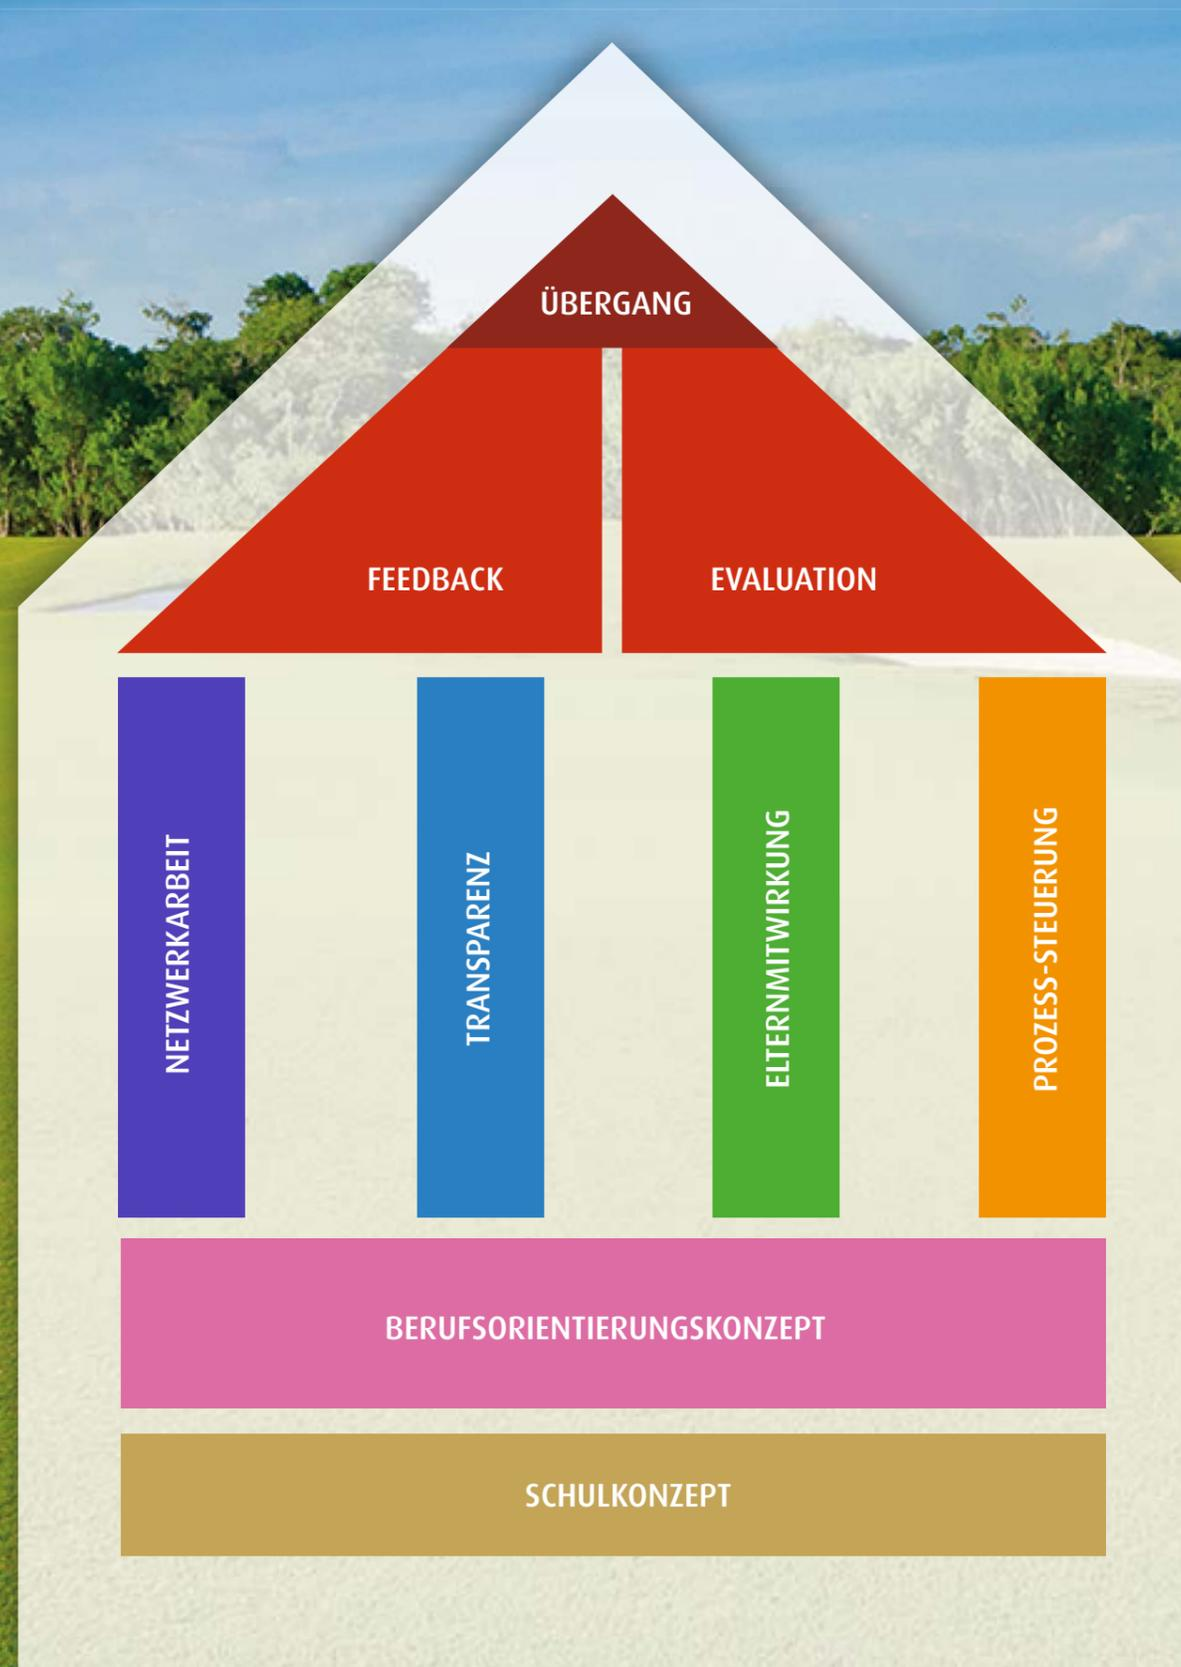 ÜBERGANG
FEEDBACK
EVALUATION
NETZWERKARBEIT
TRANSPARENZ
ELTERNMITWIRKUNG
PROZESS-STEUERUNG
BERUFSORIENTIERUNGSKONZEPT
SCHULKONZEPT